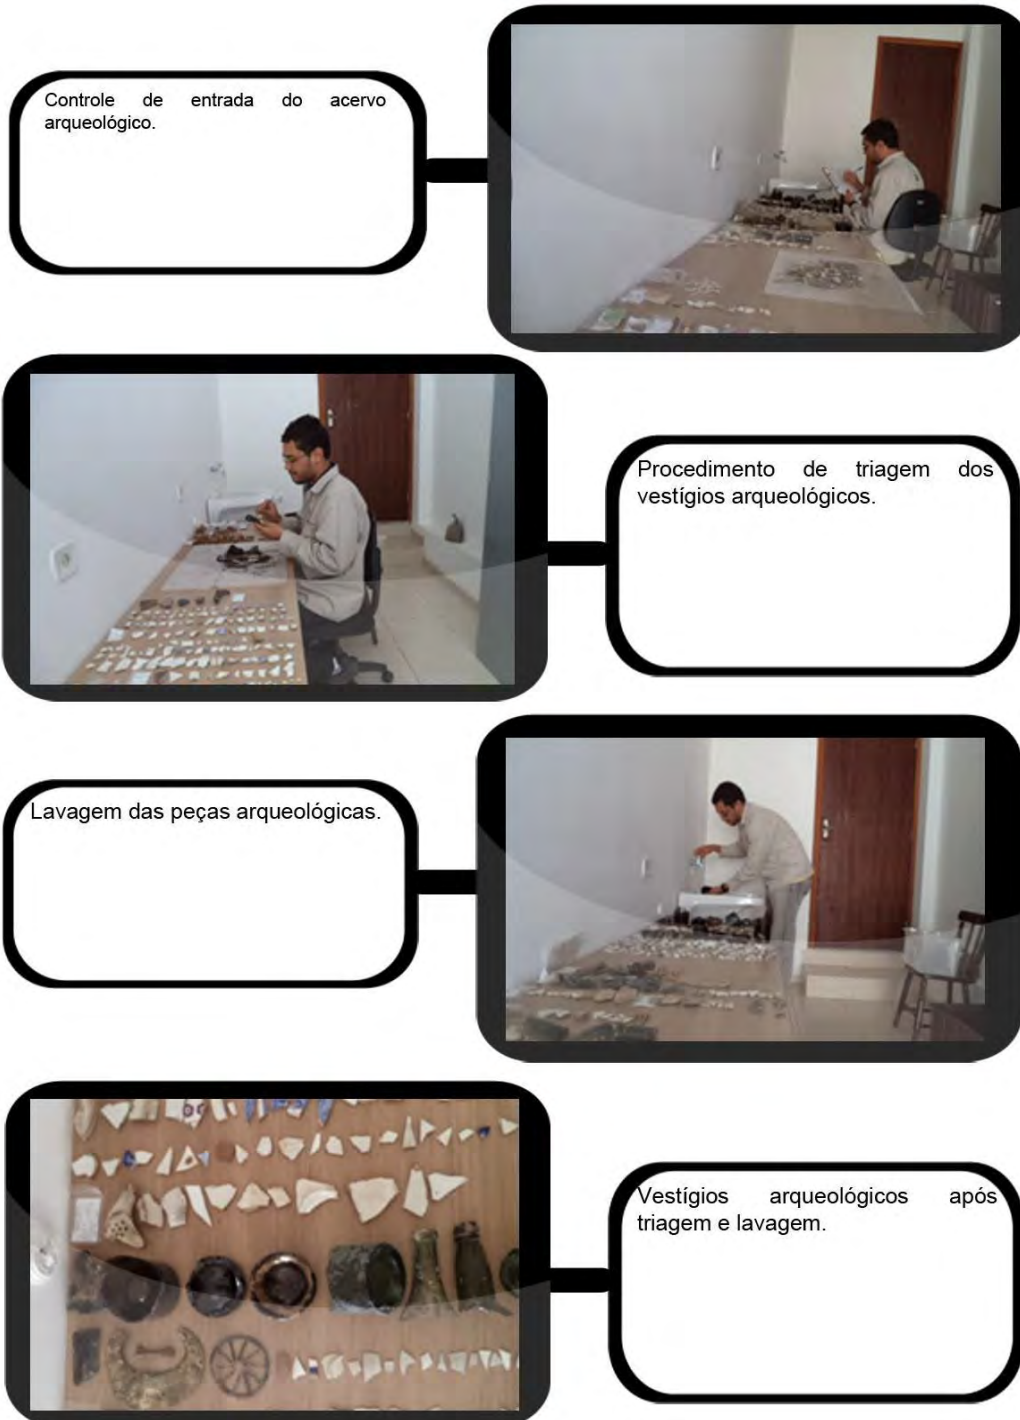 Controle de entrada do acervo
arqueológico.
Procedimento de triagem dos
vestígios arqueológicos.
Lavagem das peças arqueológicas.
Vestígios arqueológicos após
triagem e lavagem.